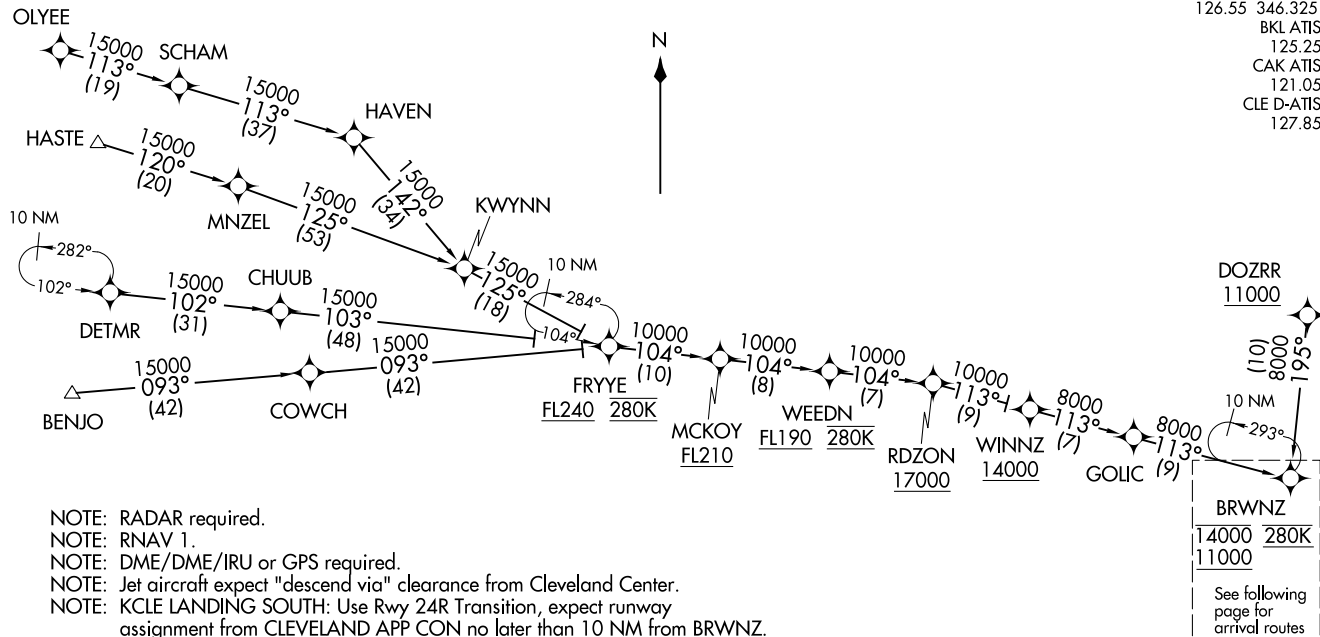 126.55 346.325
BKL ATIS
125.25
CAK ATIS
121.05
CLE D-ATIS
127.85
N
OLYEE
15000
113°
(19)
SCHAM
15000
113°
(37)
HAVEN
15000
142°
(34)
HASTE
15000
120°
(20)
MNZEL
15000
125°
(53)
KWYNN
15000
125°
(18)
10 NM
282°
102°
DETMR
15000
102°
(31)
CHUUB
15000
103°
(48)
BENJO
15000
093°
(42)
COWCH
15000
093°
(42)
10 NM
284°
104°
FRYYE
FL240 280K
10000
104°
(10)
MCKOY
FL210
10000
104°
(8)
WEEDN
FL190 280K
10000
104°
(7)
RDZON
17000
10000
113°
(9)
WINNZ
14000
8000
113°
(7)
GOLIC
8000
113°
(9)
DOZRR
11000
195°
8000
(10)
10 NM
293°
BRWNZ
14000 280K
11000
See following
page for
arrival routes
NOTE: RADAR required.
NOTE: RNAV 1.
NOTE: DME/DME/IRU or GPS required.
NOTE: Jet aircraft expect "descend via" clearance from Cleveland Center.
NOTE: KCLE LANDING SOUTH: Use Rwy 24R Transition, expect runway
assignment from CLEVELAND APP CON no later than 10 NM from BRWNZ.